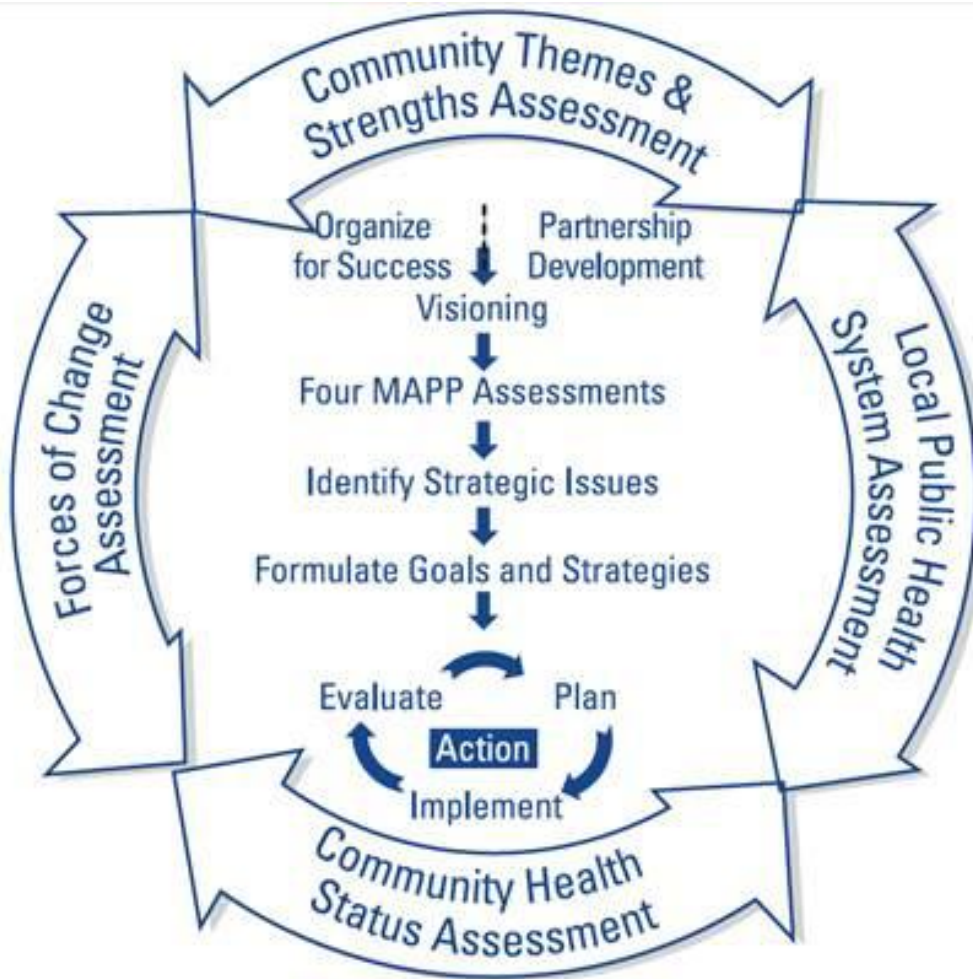 Community Themes &
Strengths Assessment
Organize
for Success
Partnership
Development
Visioning
Four MAPP Assessments
Identify Strategic Issues
Formulate Goals and Strategies
Evaluate
Plan
Action
Implement
Forces of Change
Assessment
Local Public Health
System Assessment
Community Health
Status Assessment